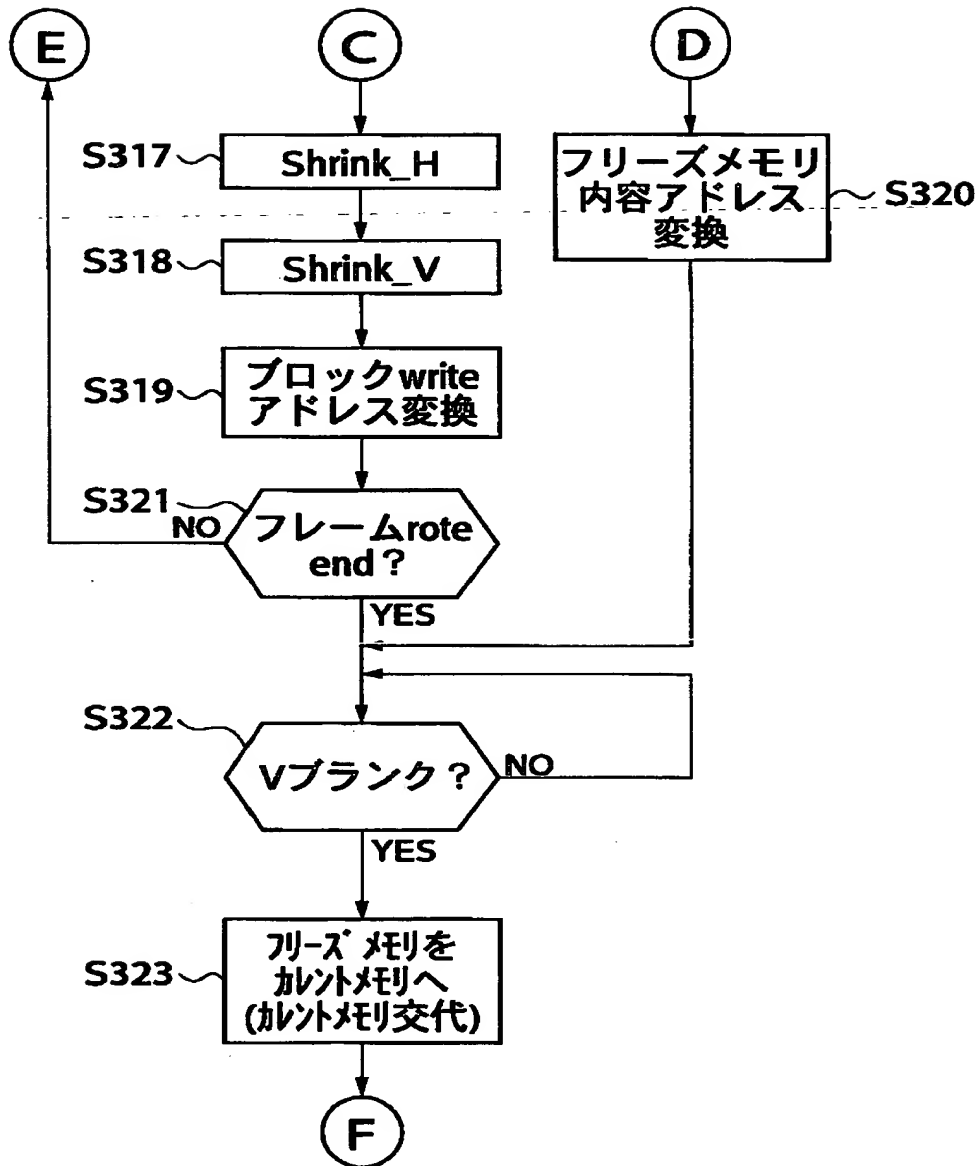 E
C
D
S317
Shrink_H
フリーズメモリ
内容アドレス
変換
S320
S318
Shrink_V
S319
ブロックwrite
アドレス変換
S321
NO
フレームrote
end？
YES
S322
Vブランク？
NO
YES
S323
フリーズメモリを
カレントメモリへ
(カレントメモリ交代)
F